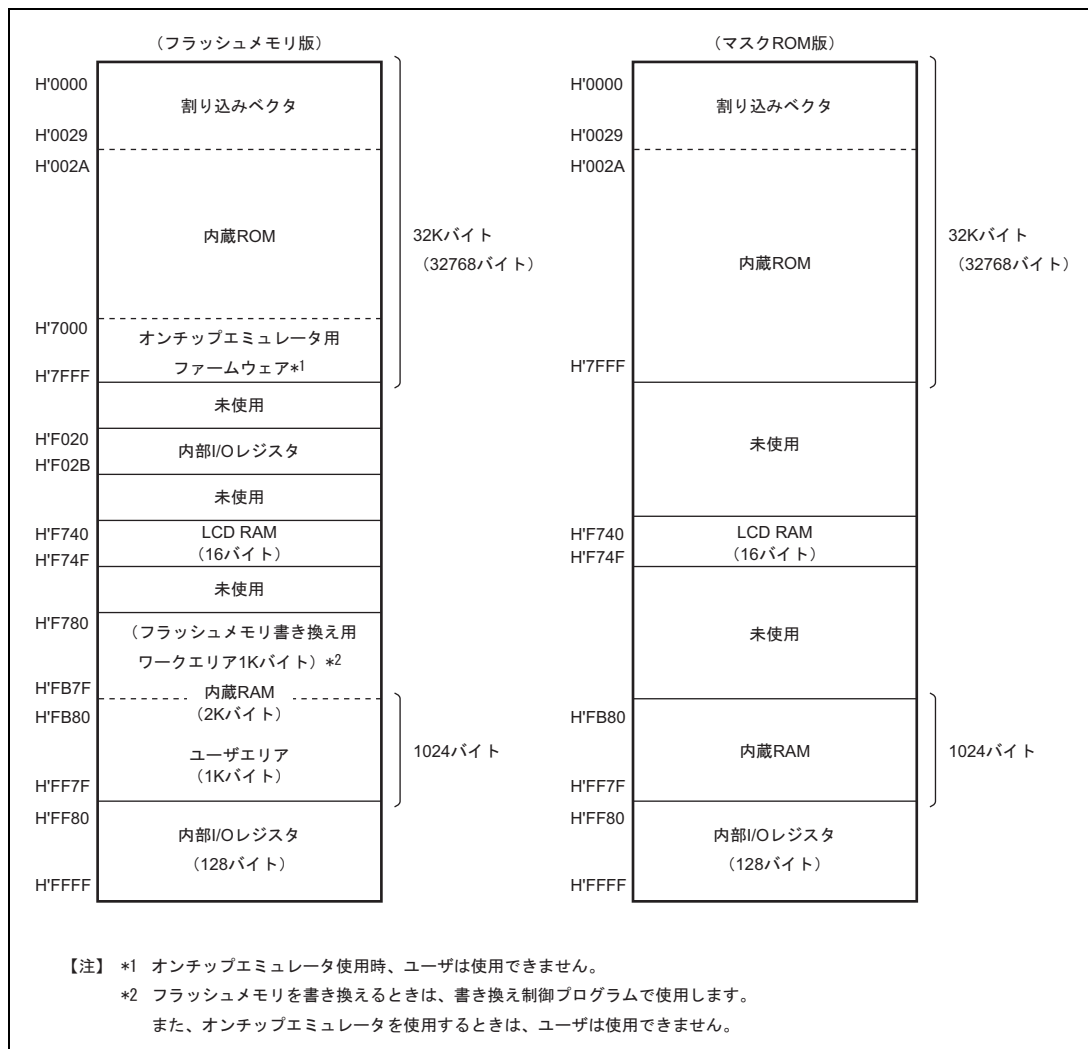 （フラッシュメモリ版）
H'0000
割り込みベクタ
H'0029
H'002A
内蔵ROM
32Kバイト
（32768バイト）
H'7000
オンチップエミュレータ用
ファームウェア*1
H'7FFF
未使用
H'F020
内部I/Oレジスタ
H'F02B
未使用
H'F740
LCD RAM
（16バイト）
H'F74F
未使用
H'F780
（フラッシュメモリ書き換え用
ワークエリア1Kバイト）*2
H'FB7F
内蔵RAM
（2Kバイト）
H'FB80
ユーザエリア
（1Kバイト）
1024バイト
H'FF7F
H'FF80
内部I/Oレジスタ
（128バイト）
H'FFFF
（マスクROM版）
H'0000
割り込みベクタ
H'0029
H'002A
内蔵ROM
32Kバイト
（32768バイト）
H'7FFF
未使用
H'F740
LCD RAM
（16バイト）
H'F74F
未使用
H'FB80
内蔵RAM
1024バイト
H'FF7F
H'FF80
内部I/Oレジスタ
（128バイト）
H'FFFF
【注】 *1 オンチップエミュレータ使用時、ユーザは使用できません。
*2 フラッシュメモリを書き換えるときは、書き換え制御プログラムで使用します。
また、オンチップエミュレータを使用するときは、ユーザは使用できません。